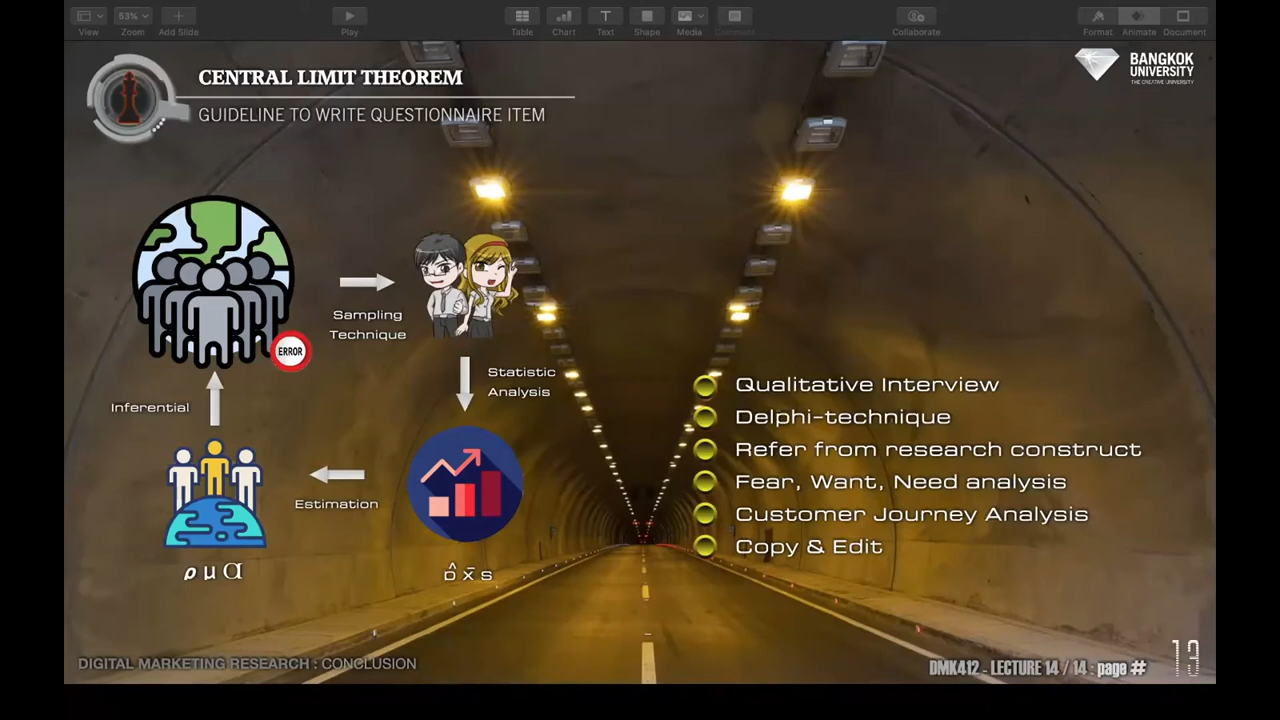 View
53%
Zoom
Add Slide
Play
Table
Chart
Text
Shape
Media
Comment
Collaborate
Format
Animate
Document
CENTRAL LIMIT THEOREM
GUIDELINE TO WRITE QUESTIONNAIRE ITEM
BANGKOK
UNIVERSITY
THE CREATIVE UNIVERSITY
Sampling
Technique
ERROR
Statistic
Analysis
Inferential
Estimation
ρ μ α
p̂ x̄ s
Qualitative Interview
Delphi-technique
Refer from research construct
Fear, Want, Need analysis
Customer Journey Analysis
Copy & Edit
DIGITAL MARKETING RESEARCH : CONCLUSION
DMK412 - LECTURE 14 / 14 : page #
13